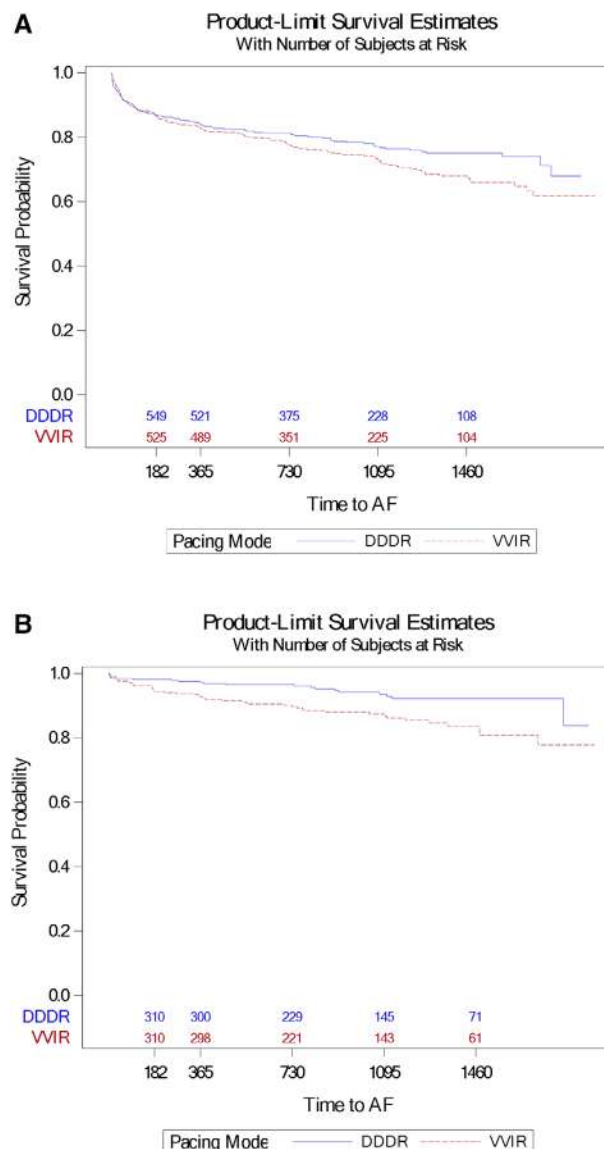 A
Product-Limit Survival Estimates
With Number of Subjects at Risk
1.0
0.8
0.6
0.4
0.2
0.0
Survival Probability
DDDR 549 521 375 228 108
VVIR 525 489 351 225 104
182 365 730 1095 1460
Time to AF
Pacing Mode DDDR VVIR
B
Product-Limit Survival Estimates
With Number of Subjects at Risk
1.0
0.8
0.6
0.4
0.2
0.0
Survival Probability
DDDR 310 300 229 145 71
VVIR 310 298 221 143 61
182 365 730 1095 1460
Time to AF
Pacing Mode DDDR VVIR